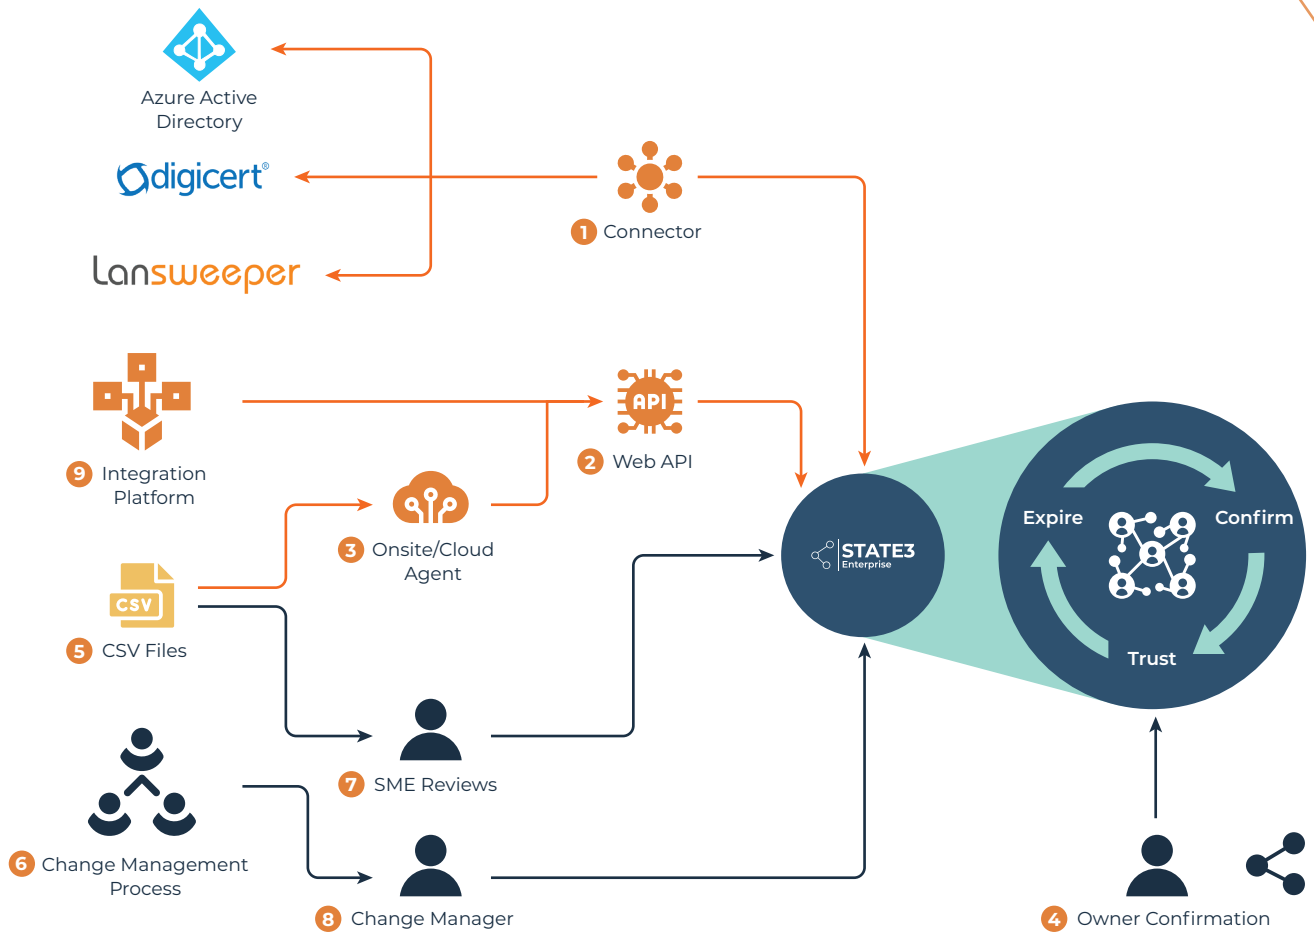 Azure Active
Directory
digicert®
Lansweeper
1 Connector
API
2 Web API
9 Integration
Platform
3 Onsite/Cloud
Agent
CSV
5 CSV Files
STATE3
Enterprise
Expire
Confirm
Trust
7 SME Reviews
6 Change Management
Process
8 Change Manager
4 Owner Confirmation